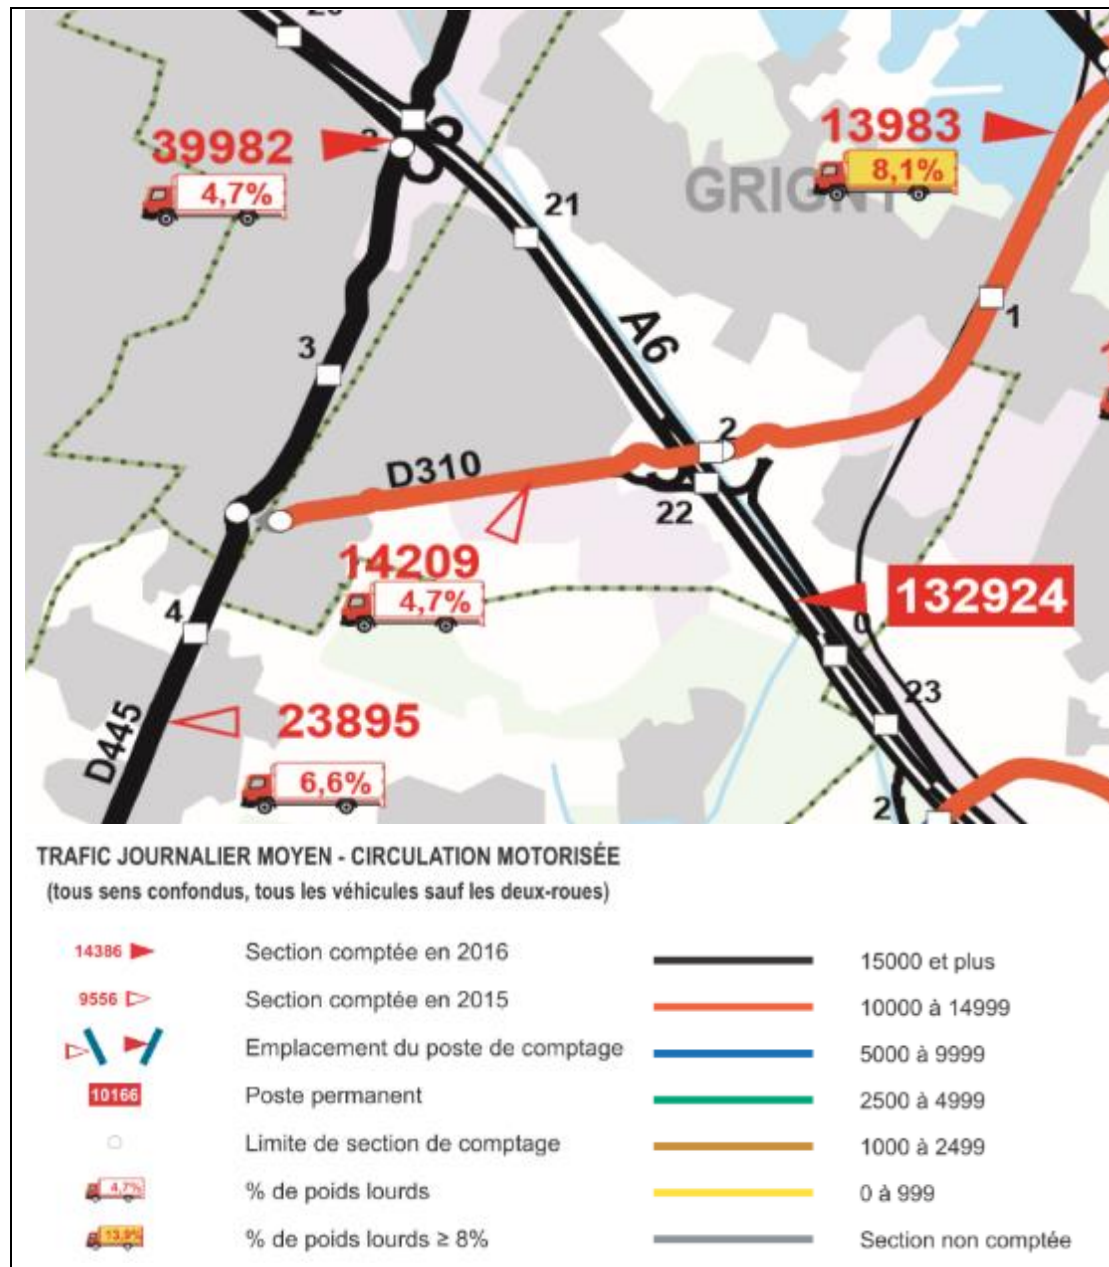 20
39982
2
4,7%
13983
8,1%
GRIGNY
21
A6
1
3
2
D310
22
14209
4,7%
132924
0
4
23
D445
23895
6,6%
2
TRAFIC JOURNALIER MOYEN - CIRCULATION MOTORISÉE
(tous sens confondus, tous les véhicules sauf les deux-roues)
14386 Section comptée en 2016
15000 et plus
9556 Section comptée en 2015
10000 à 14999
Emplacement du poste de comptage
5000 à 9999
10166 Poste permanent
2500 à 4999
Limite de section de comptage
1000 à 2499
4,7% % de poids lourds
0 à 999
13,9% % de poids lourds ≥ 8%
Section non comptée